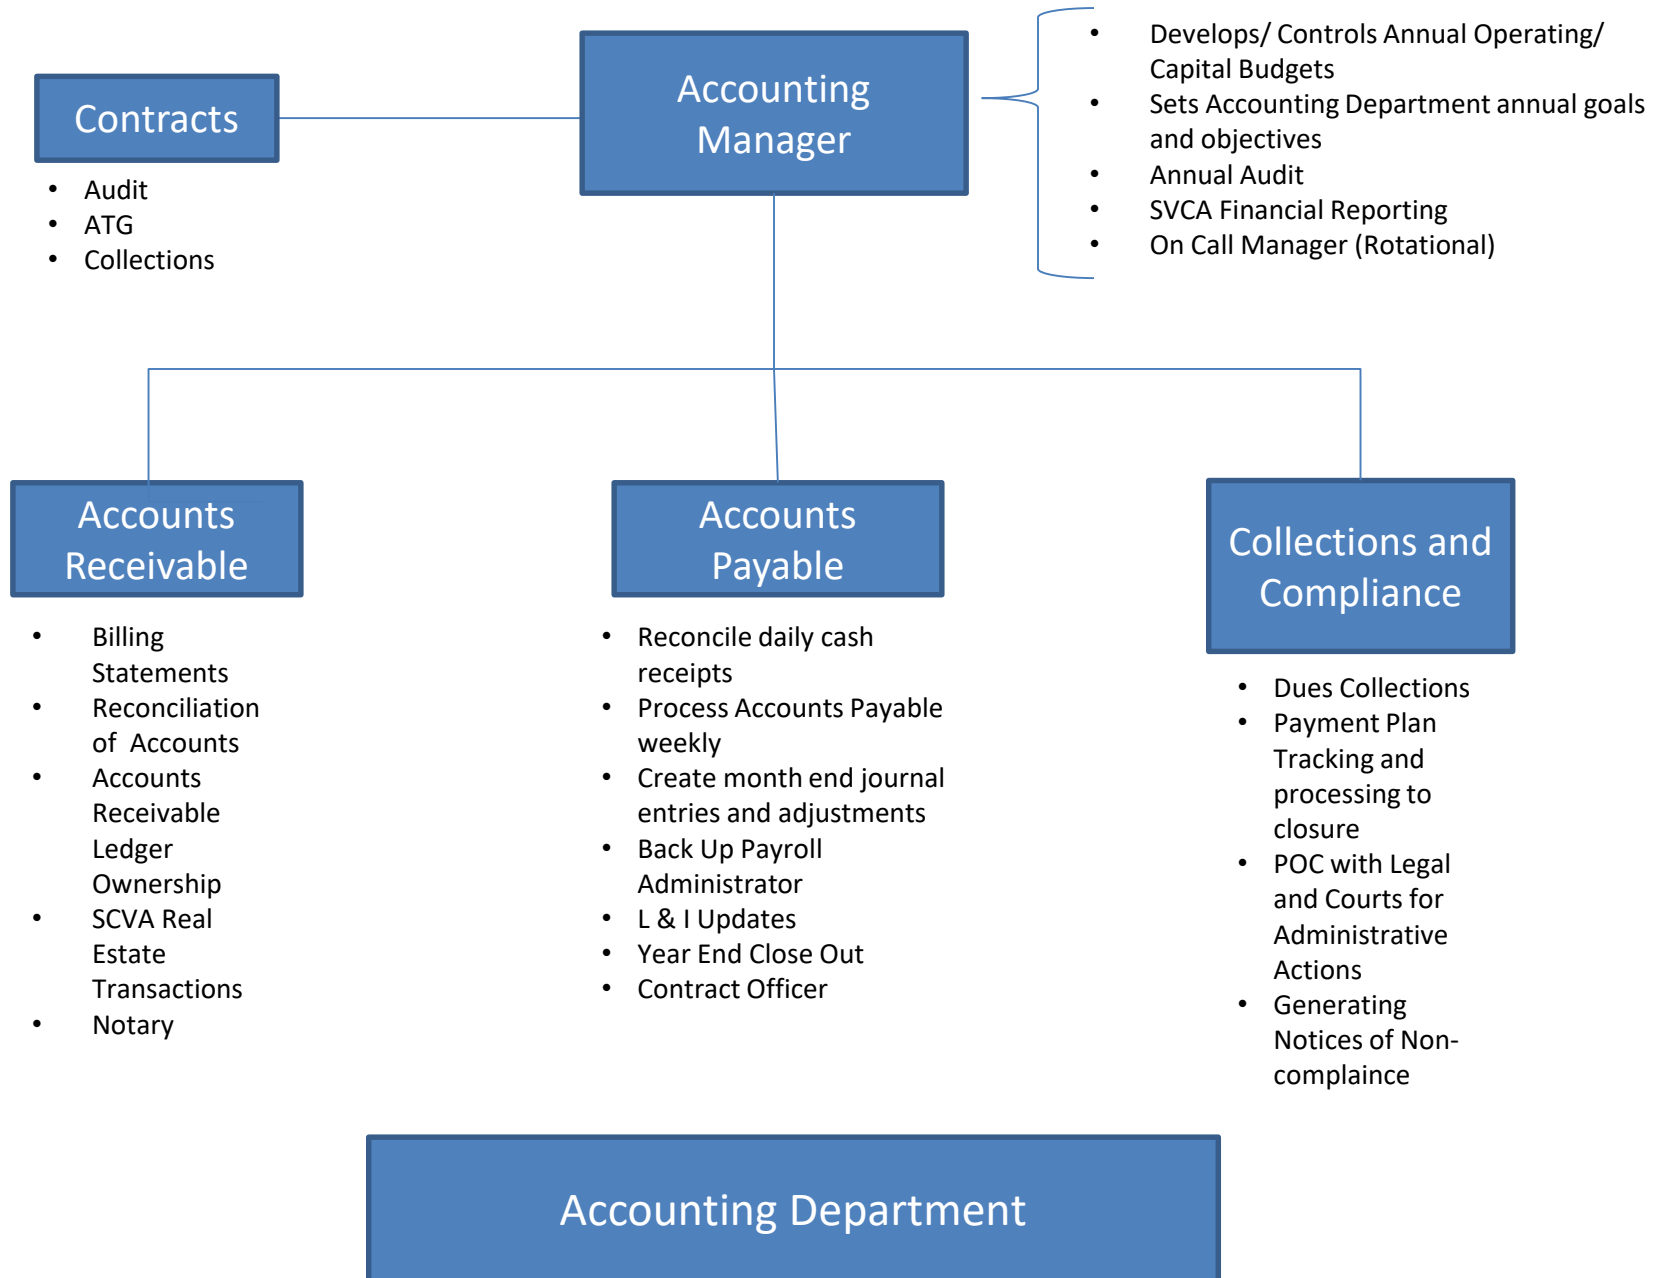 Contracts
• Audit
• ATG
• Collections
Accounting
Manager
• Develops/ Controls Annual Operating/
Capital Budgets
• Sets Accounting Department annual goals
and objectives
• Annual Audit
• SVCA Financial Reporting
• On Call Manager (Rotational)
Accounts
Receivable
• Billing
Statements
• Reconciliation
of Accounts
• Accounts
Receivable
Ledger
Ownership
• SCVA Real
Estate
Transactions
• Notary
Accounts
Payable
• Reconcile daily cash
receipts
• Process Accounts Payable
weekly
• Create month end journal
entries and adjustments
• Back Up Payroll
Administrator
• L & I Updates
• Year End Close Out
• Contract Officer
Collections and
Compliance
• Dues Collections
• Payment Plan
Tracking and
processing to
closure
• POC with Legal
and Courts for
Administrative
Actions
• Generating
Notices of Non-
complaince
Accounting Department